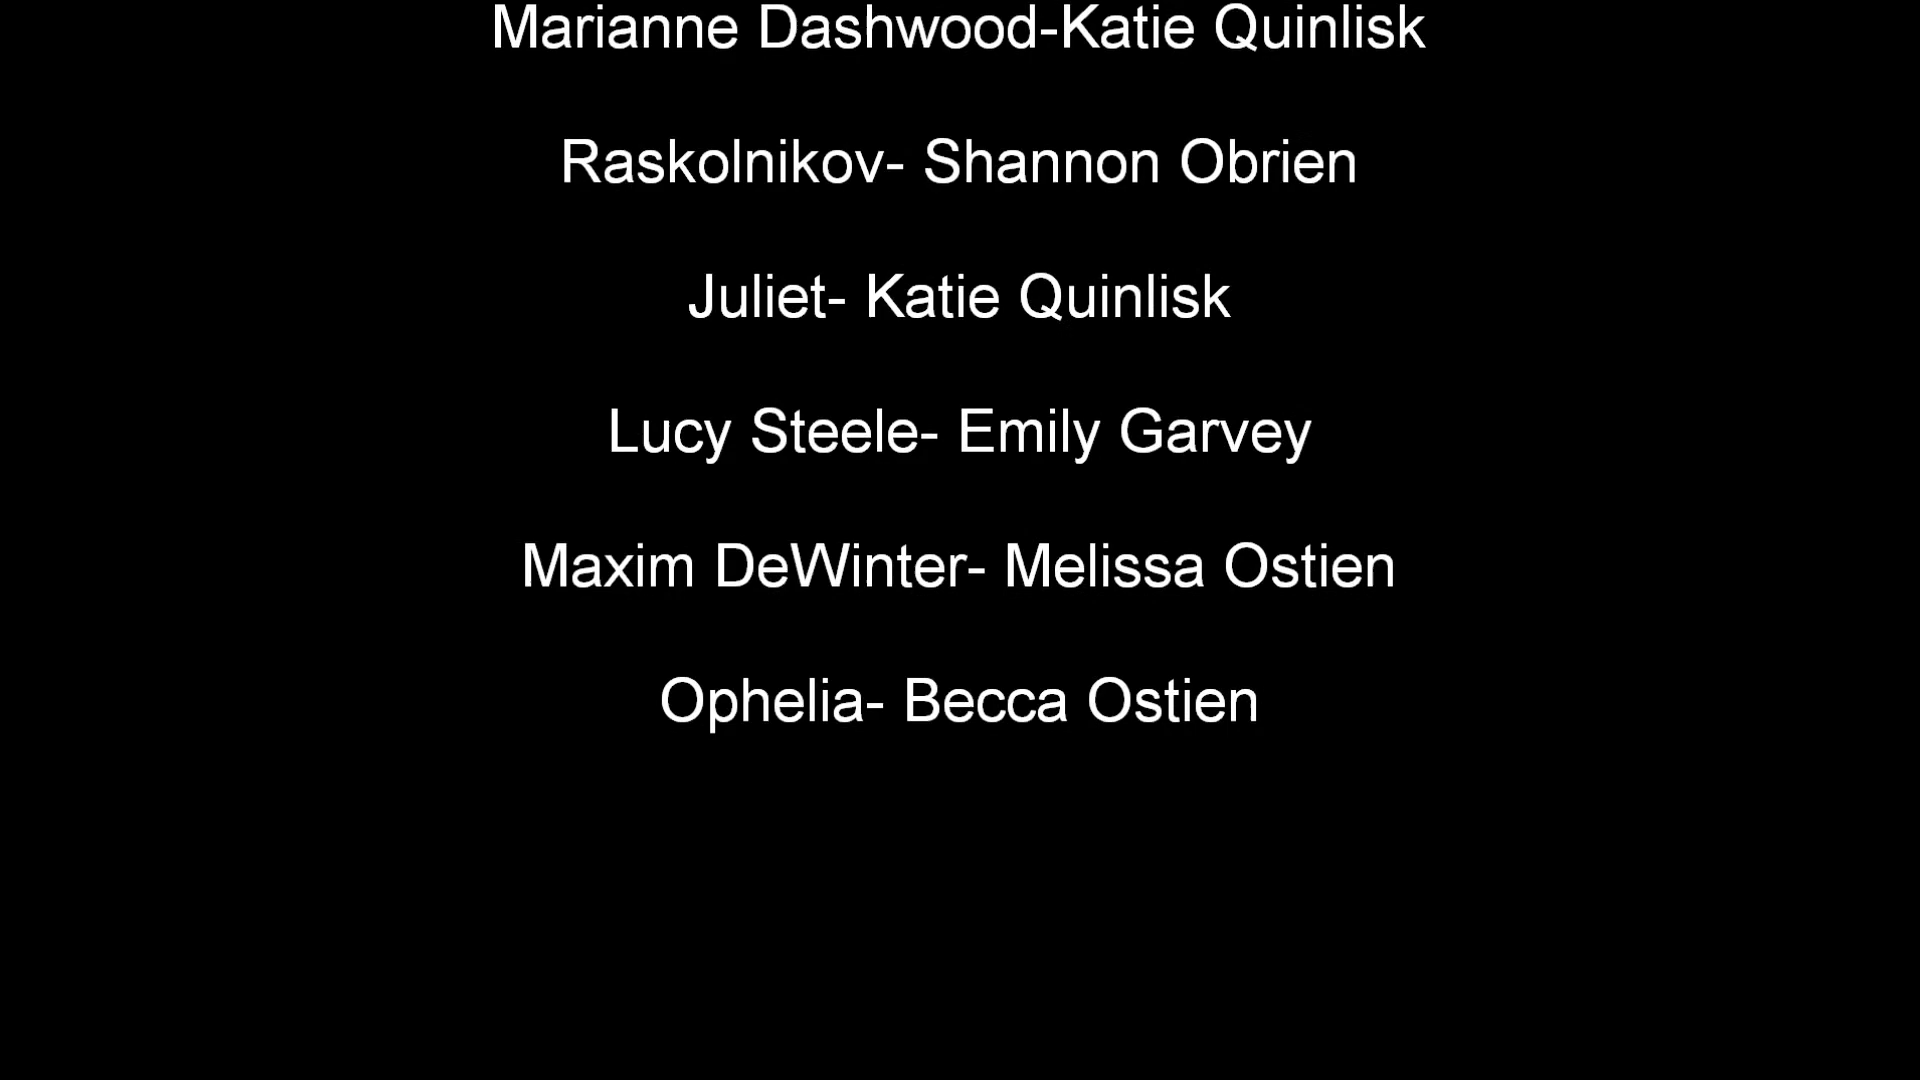 Marianne Dashwood-Katie Quinlisk
Raskolnikov- Shannon Obrien
Juliet- Katie Quinlisk
Lucy Steele- Emily Garvey
Maxim DeWinter- Melissa Ostien
Ophelia- Becca Ostien